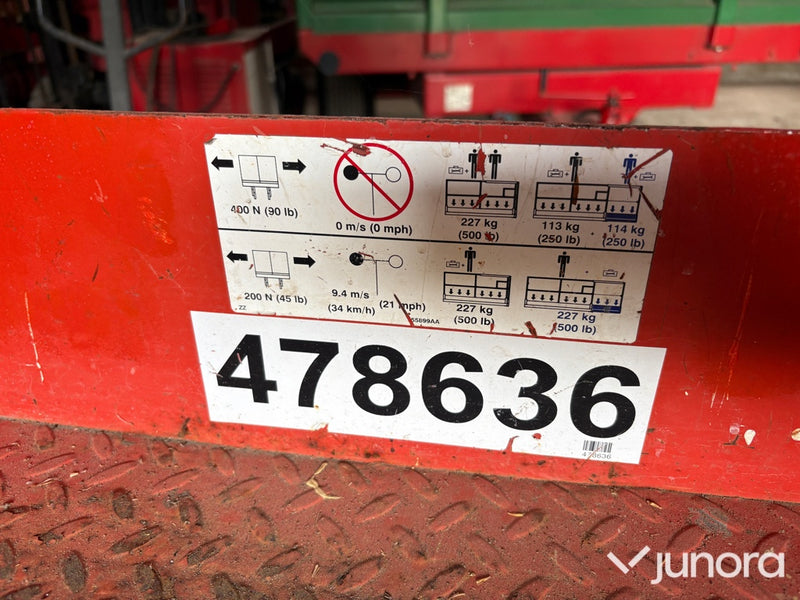 400 N (90 lb)
0 m/s (0 mph)
227 kg
(500 lb)
113 kg
(250 lb)
114 kg
(250 lb)
200 N (45 lb)
9.4 m/s
(34 km/h)
(21 mph)
227 kg
(500 lb)
227 kg
(500 lb)
ZZ
55899AA
478636
478636
junora